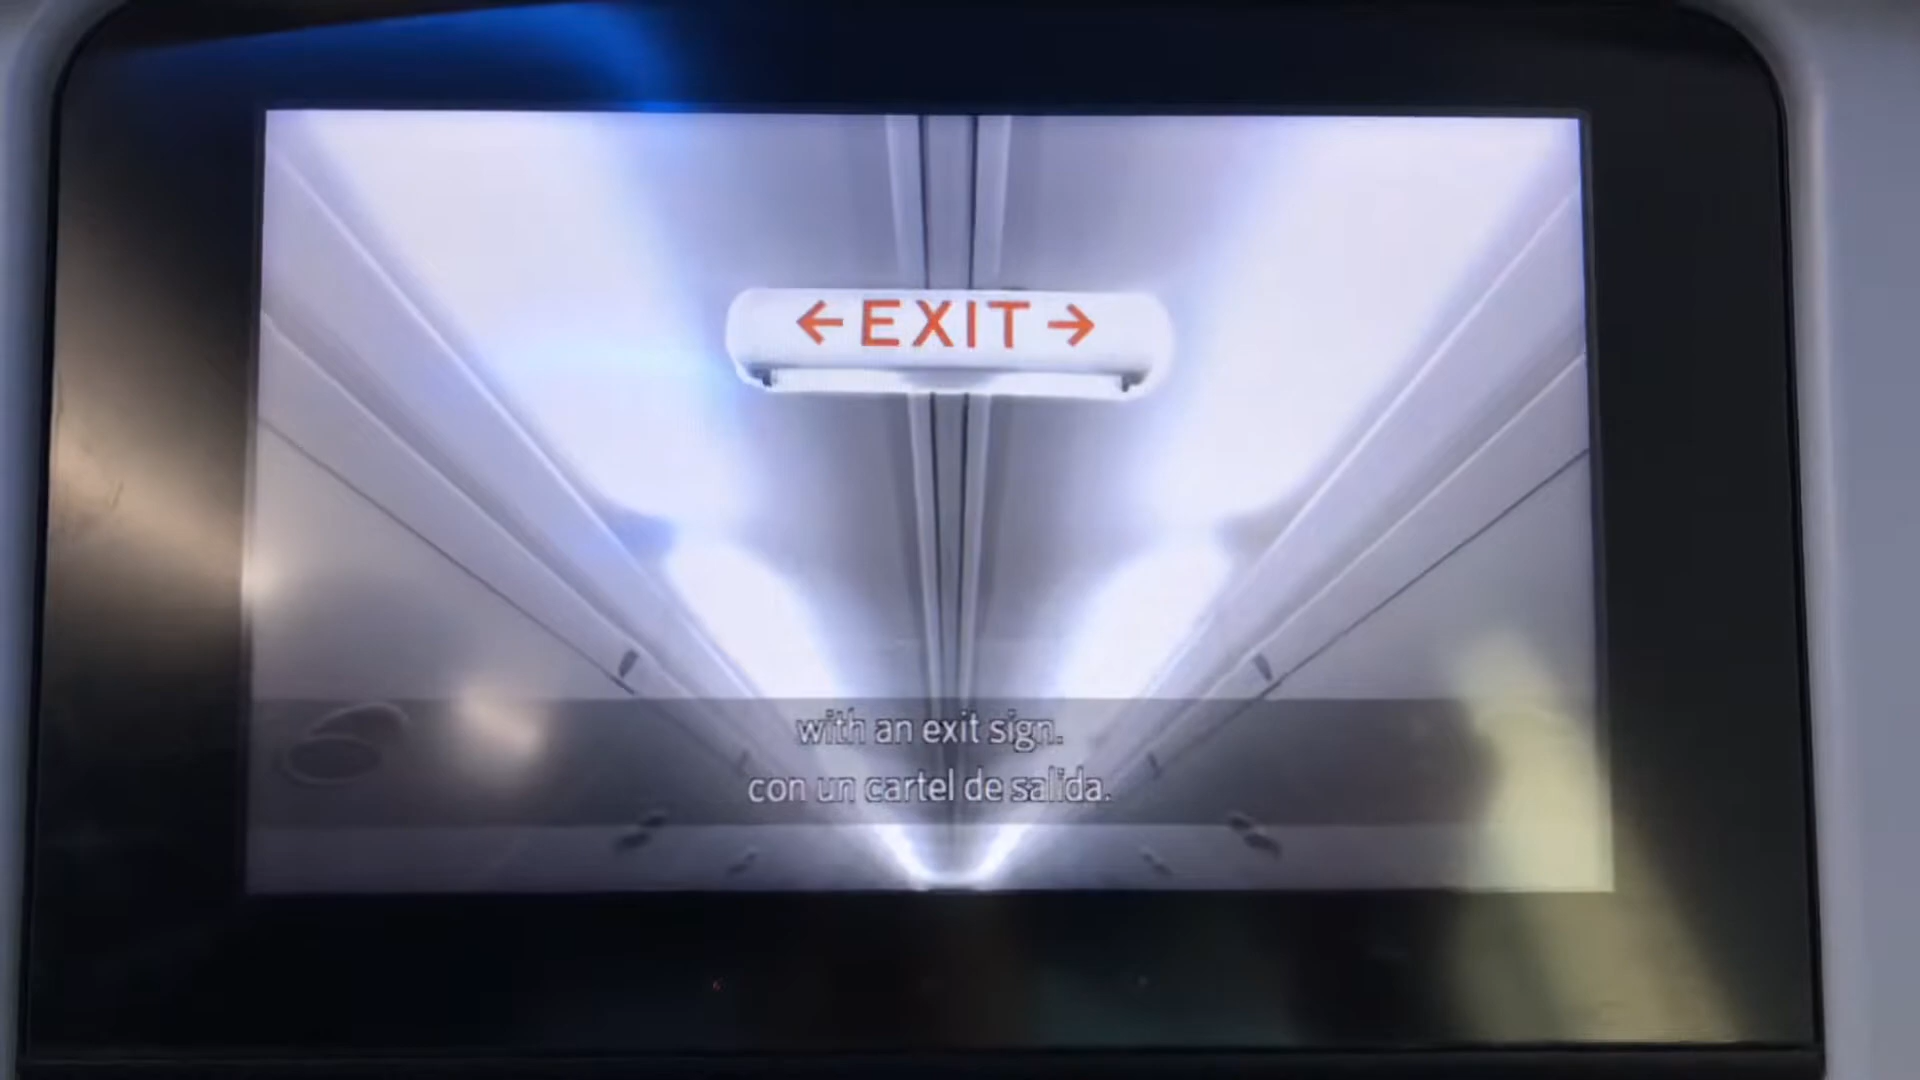 ← EXIT →
with an exit sign.
con un cartel de salida.